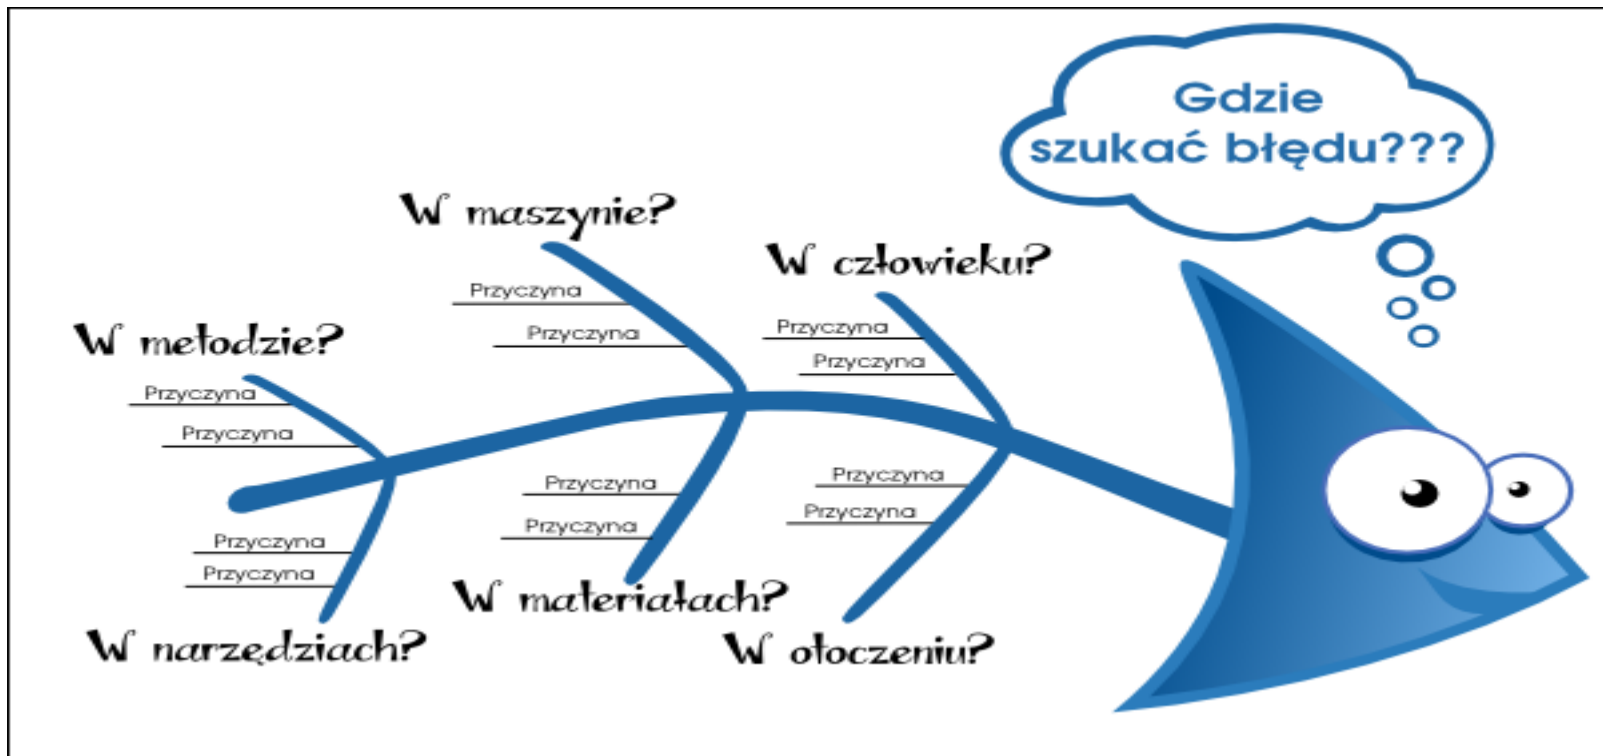 Gdzie
szukać błędu???
W maszynie?
Przyczyna
Przyczyna
W człowieku?
Przyczyna
Przyczyna
W metodzie?
Przyczyna
Przyczyna
Przyczyna
Przyczyna
W narzędziach?
Przyczyna
Przyczyna
W materiałach?
Przyczyna
Przyczyna
W otoczeniu?